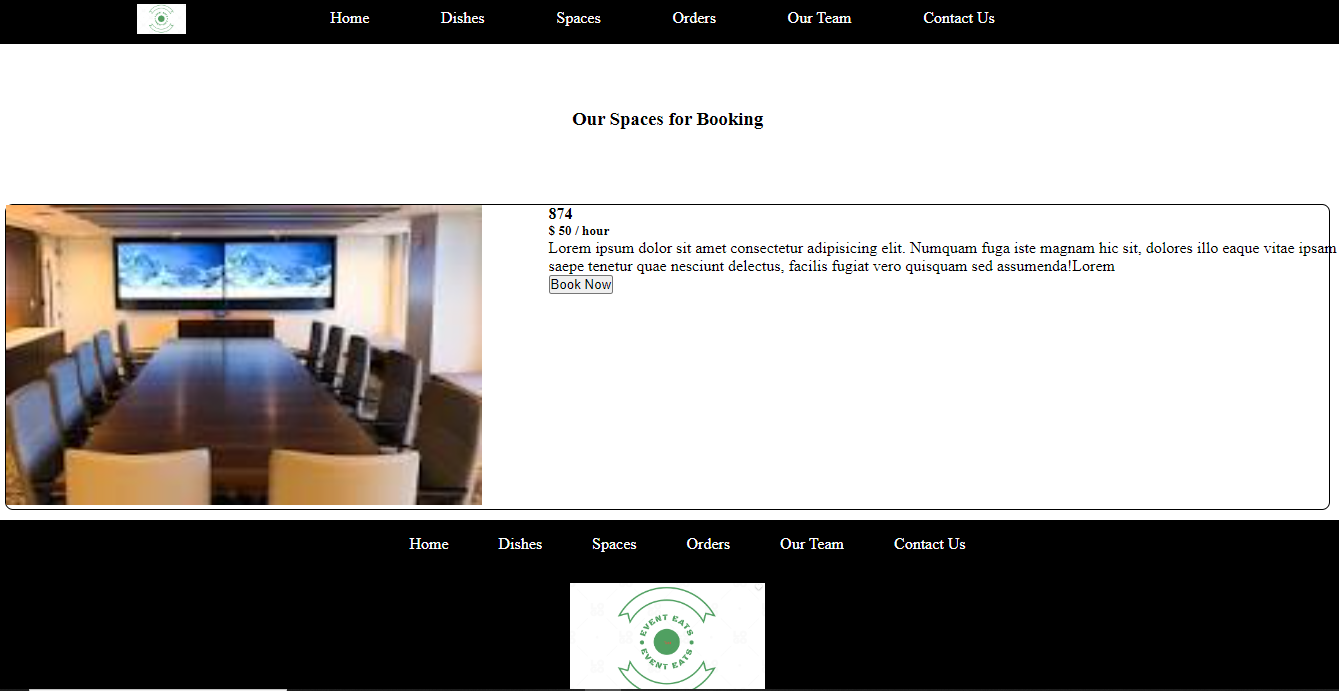 Home Dishes Spaces Orders Our Team Contact Us
Our Spaces for Booking
874
$ 50 / hour
Lorem ipsum dolor sit amet consectetur adipisicing elit. Numquam fuga iste magnam hic sit, dolores illo eaque vitae ipsam
saepe tenetur quae nesciunt delectus, facilis fugiat vero quisquam sed assumenda!Lorem
Book Now
Home Dishes Spaces Orders Our Team Contact Us
EVENT EATS
EVENT EATS